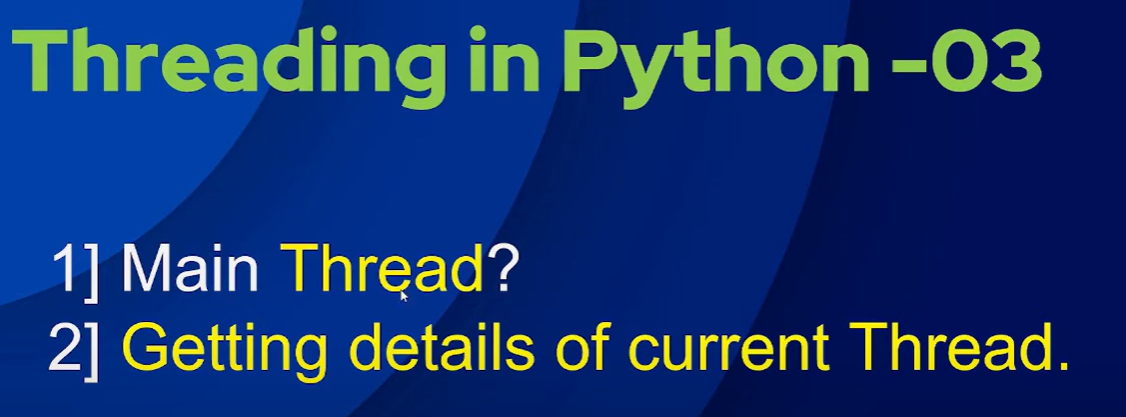 Threading in Python -03
1] Main Thread?
2] Getting details of current Thread.